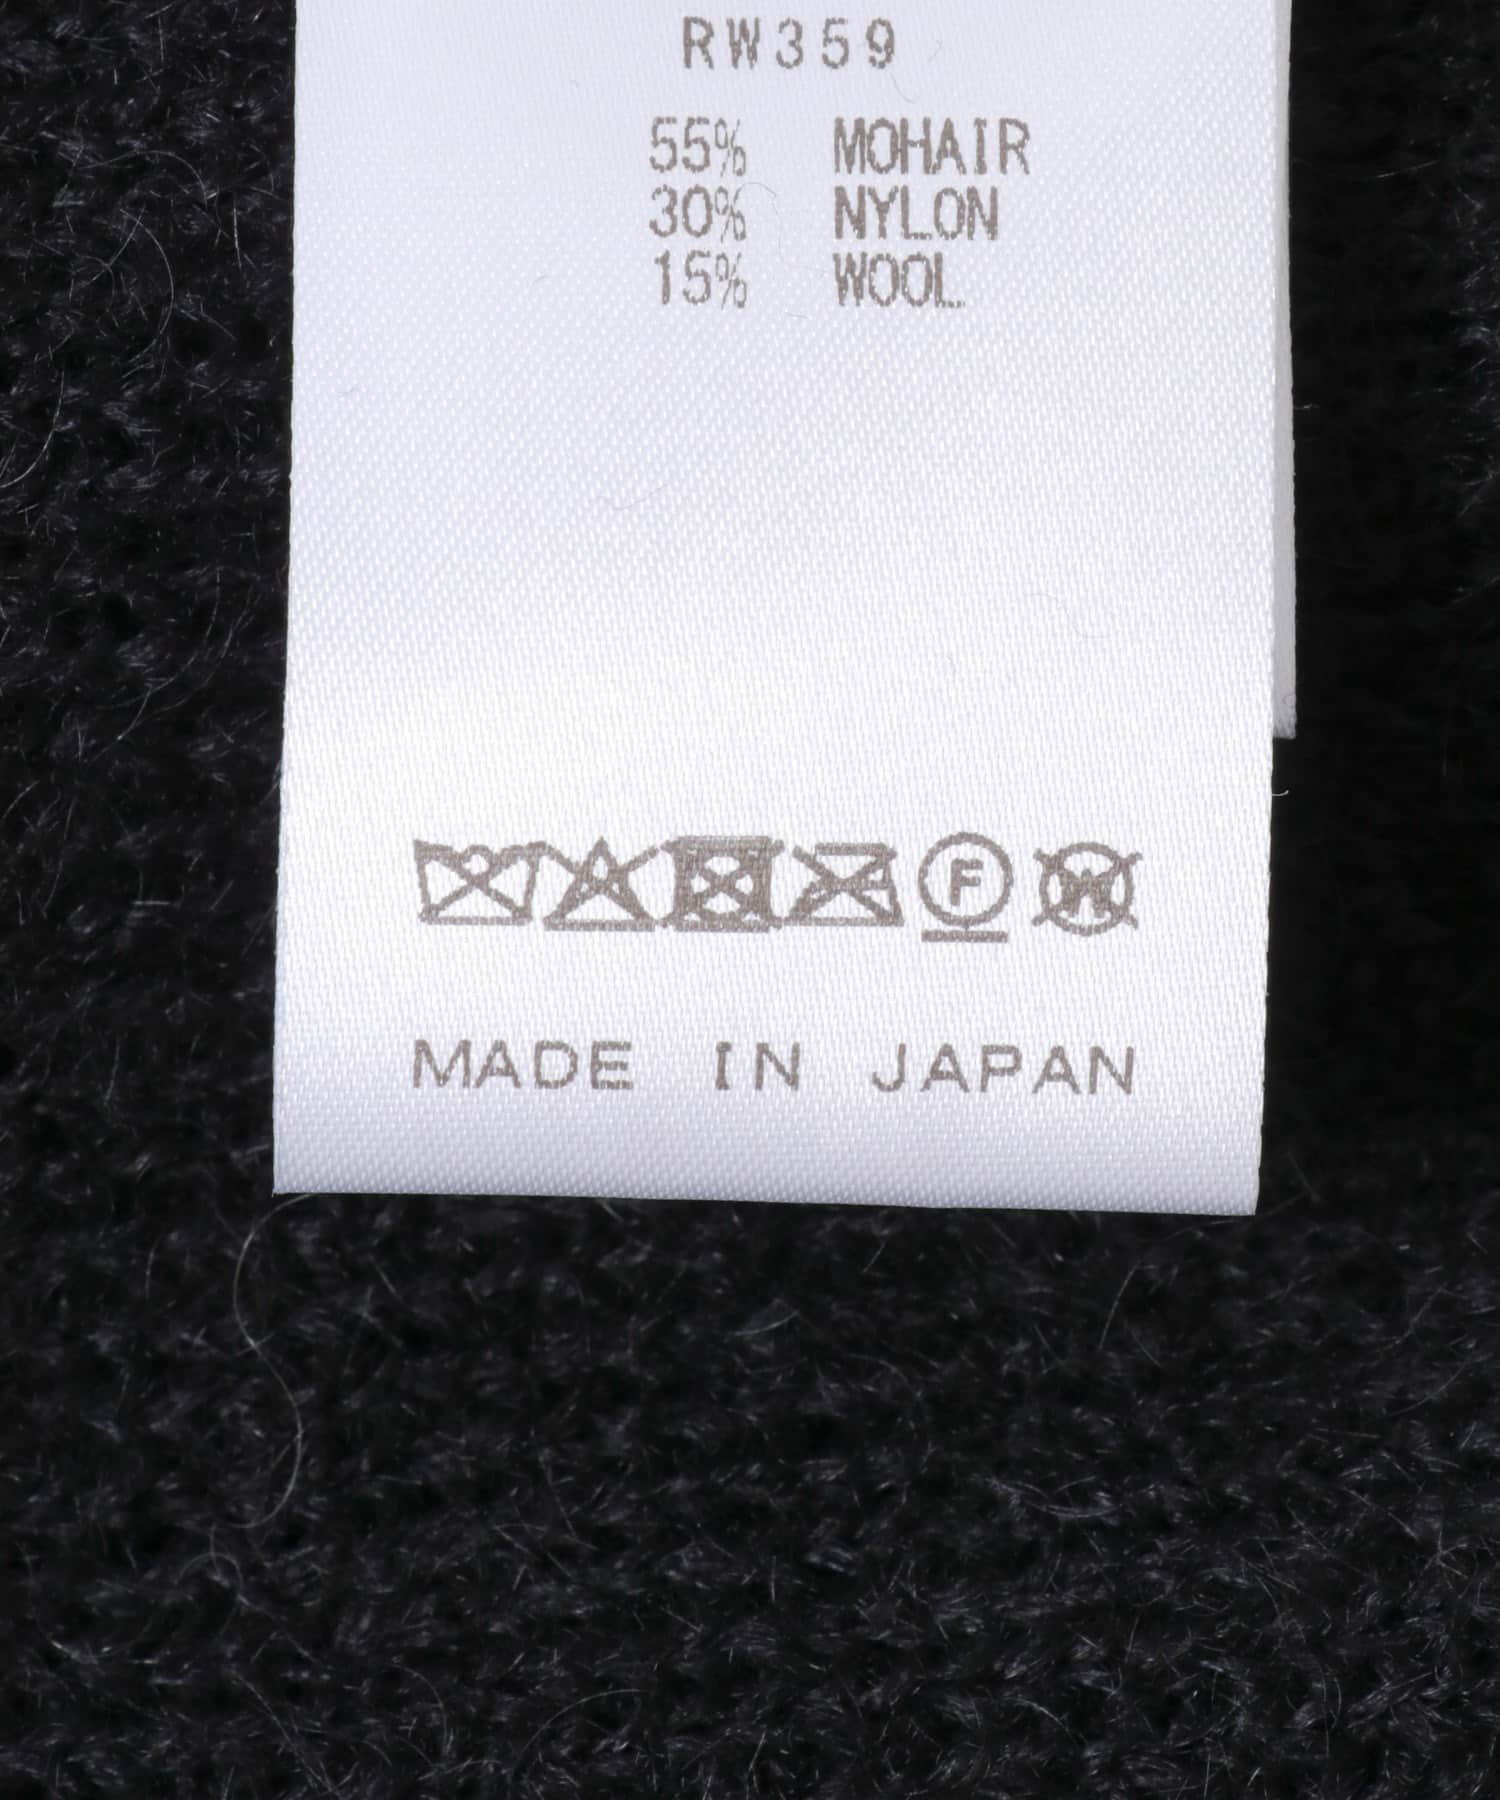 RW359
55% MOHAIR
30% NYLON
15% WOOL
F W
MADE IN JAPAN